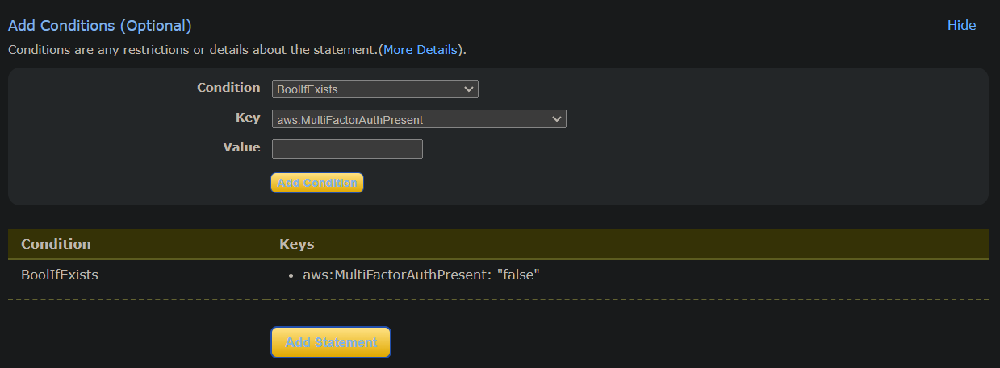 Add Conditions (Optional) Hide
Conditions are any restrictions or details about the statement.(More Details).
Condition BoolIfExists
Key aws:MultiFactorAuthPresent
Value
Add Condition
Condition Keys
BoolIfExists • aws:MultiFactorAuthPresent: "false"
Add Statement